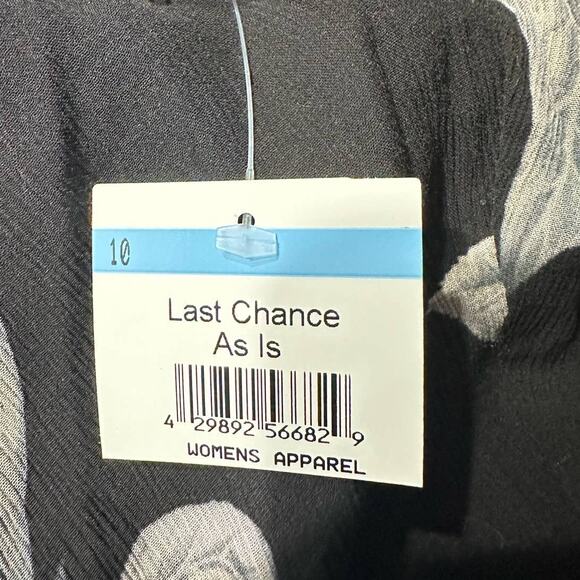 10
Last Chance
As Is
4 29892 56682 9
WOMENS APPAREL